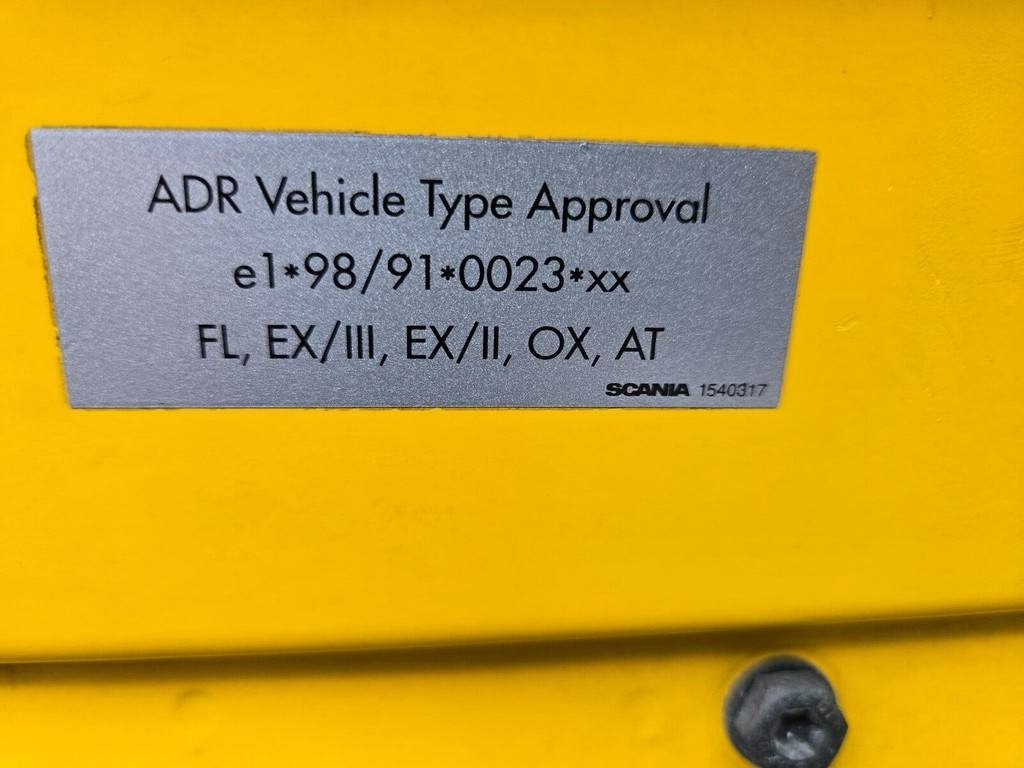 ADR Vehicle Type Approval
e1*98/91*0023*xx
FL, EX/III, EX/II, OX, AT
SCANIA 1540317